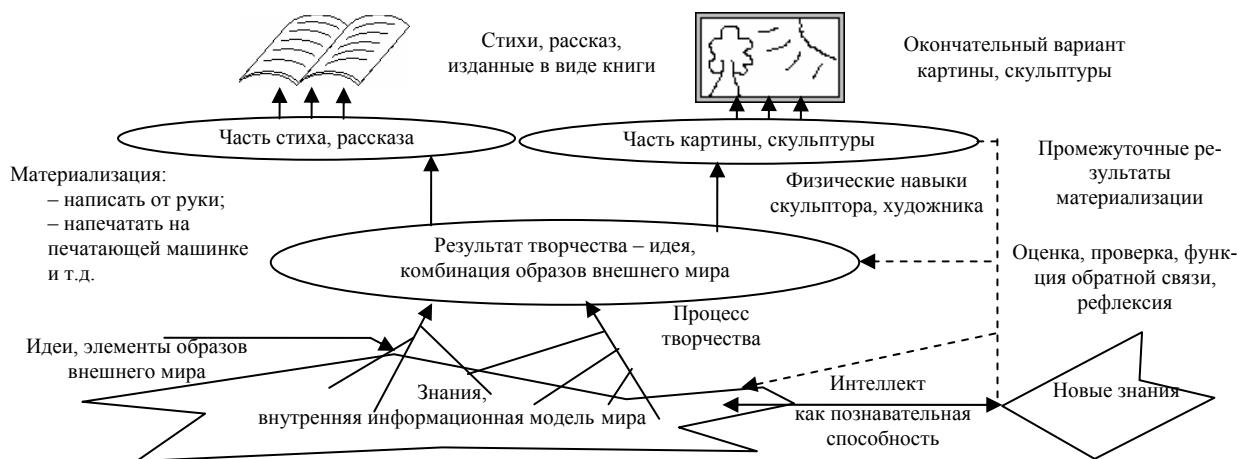 Стихи, рассказ,
изданные в виде книги
Окончательный вариант
картины, скульптуры
Часть стиха, рассказа
Часть картины, скульптуры
Материализация:
– написать от руки;
– напечатать на
печатающей машинке
и т.д.
Физические навыки
скульптора, художника
Промежуточные ре-
зультаты
материализации
Результат творчества – идея,
комбинация образов внешнего мира
Оценка, проверка, функ-
ция обратной связи,
рефлексия
Процесс
творчества
Идеи, элементы образов
внешнего мира
Знания,
внутренняя информационная модель мира
Интеллект
как познавательная
способность
Новые знания